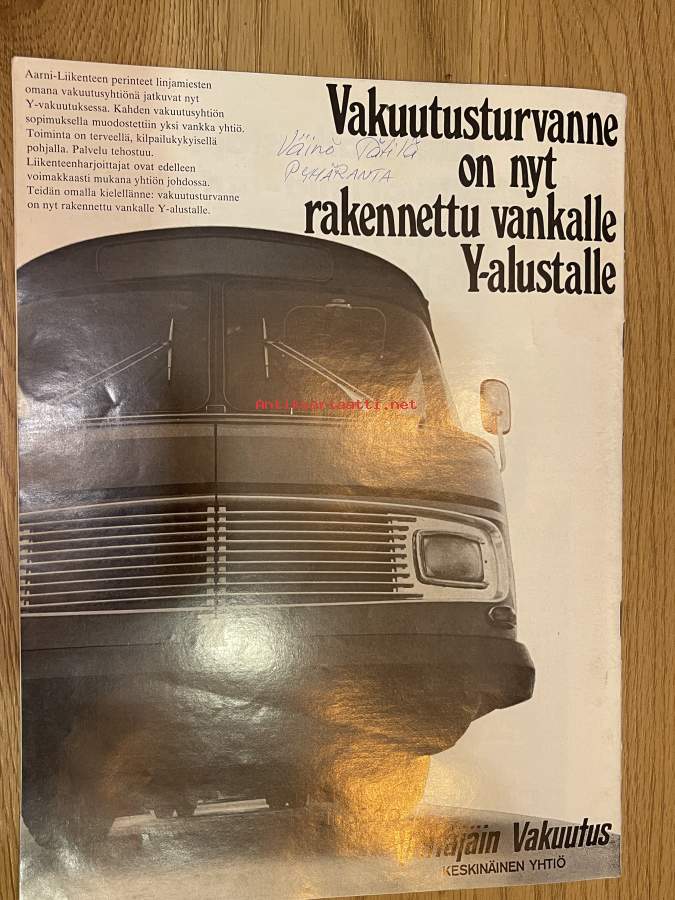 Aarni-Liikenteen perinteet linjamiesten
omana vakuutusyhtiönä jatkuvat nyt
Y-vakuutuksessa. Kahden vakuutusyhtiön
sopimuksella muodostettiin yksi vankka yhtiö.
Toiminta on terveellä, kilpailukykyisellä
pohjalla. Palvelu tehostuu.
Liikenteenharjoittajat ovat edelleen
voimakkaasti mukana yhtiön johdossa.
Teidän omalla kielellänne: vakuutusturvanne
on nyt rakennettu vankalle Y-alustalle.
Vakuutusturvanne
on nyt
rakennettu vankalle
Y-alustalle
Väinö
PYHÄRANTA
Antikvariaatti.net
Vakuutus
KESKINÄINEN YHTIÖ